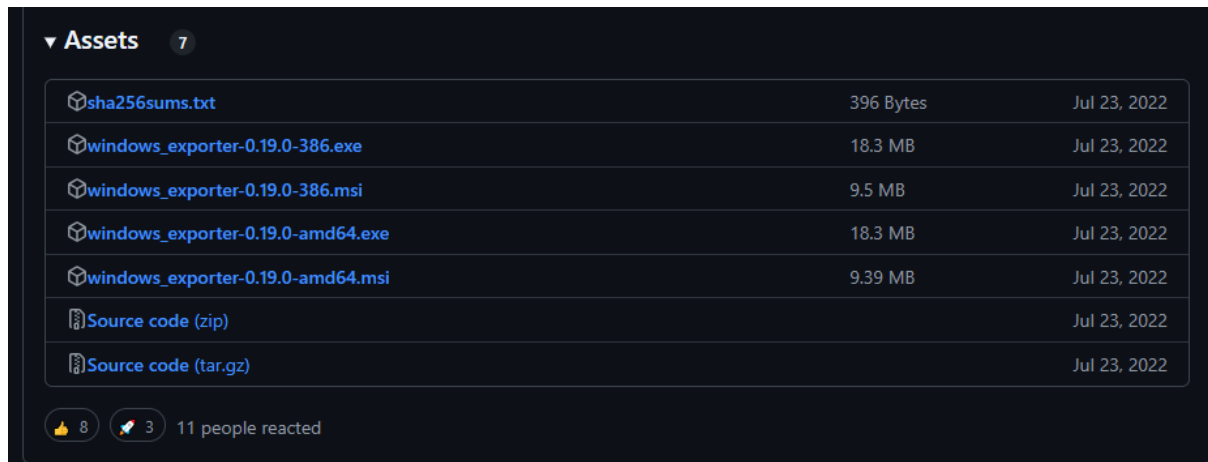 Assets 7
sha256sums.txt 396 Bytes Jul 23, 2022
windows_exporter-0.19.0-386.exe 18.3 MB Jul 23, 2022
windows_exporter-0.19.0-386.msi 9.5 MB Jul 23, 2022
windows_exporter-0.19.0-amd64.exe 18.3 MB Jul 23, 2022
windows_exporter-0.19.0-amd64.msi 9.39 MB Jul 23, 2022
Source code (zip) Jul 23, 2022
Source code (tar.gz) Jul 23, 2022
👍 8 🚀 3 11 people reacted